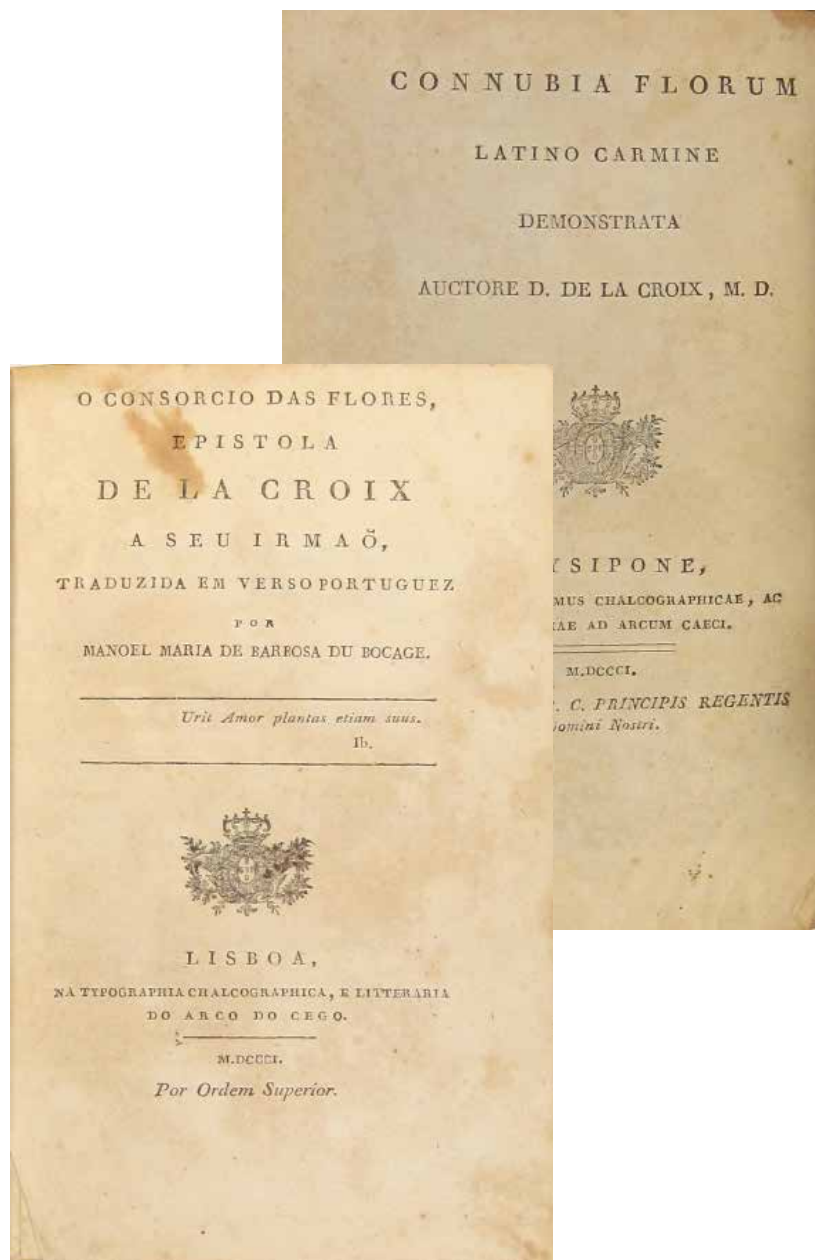 CONNUBIA FLORUM
LATINO CARMINE
DEMONSTRATA
AUCTORE D. DE LA CROIX, M. D.
YSIPONE,
MUS CHALCOGRAPHICAE, AC
IAE AD ARCUM CAECI.
M.DCCCI.
. C. PRINCIPIS REGENTIS
omini Nostri.
O CONSORCIO DAS FLORES,
EPISTOLA
DE LA CROIX
A SEU IRMAÕ,
TRADUZIDA EM VERSO PORTUGUEZ
POR
MANOEL MARIA DE BARBOSA DU BOCAGE.
Urit Amor plantas etiam suus.
Ib.
LISBOA,
NA TYPOGRAPHIA CHALCOGRAPHICA, E LITTERARIA
DO ARCO DO CEGO.
M.DCCCI.
Por Ordem Superior.